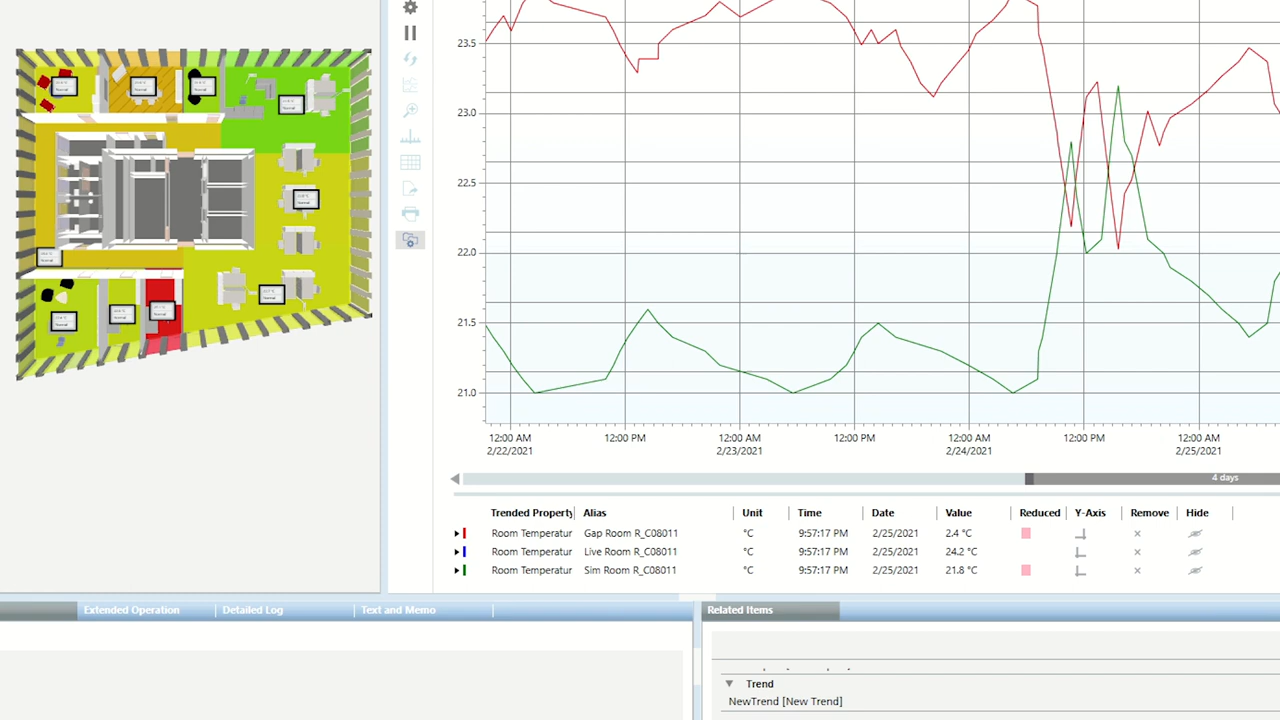 23.5
23.0
22.5
22.0
21.5
21.0
12:00 AM 12:00 PM 12:00 AM 12:00 PM 12:00 AM 12:00 PM 12:00 AM
2/22/2021 2/23/2021 2/24/2021 2/25/2021
4 days
Trended Property Alias Unit Time Date Value Reduced Y-Axis Remove Hide
Room Temperatur Gap Room R_C08011 °C 9:57:17 PM 2/25/2021 2.4 °C
Room Temperatur Live Room R_C08011 °C 9:57:17 PM 2/25/2021 24.2 °C
Room Temperatur Sim Room R_C08011 °C 9:57:17 PM 2/25/2021 21.8 °C
Extended Operation Detailed Log Text and Memo Related Items
Trend
NewTrend [New Trend]